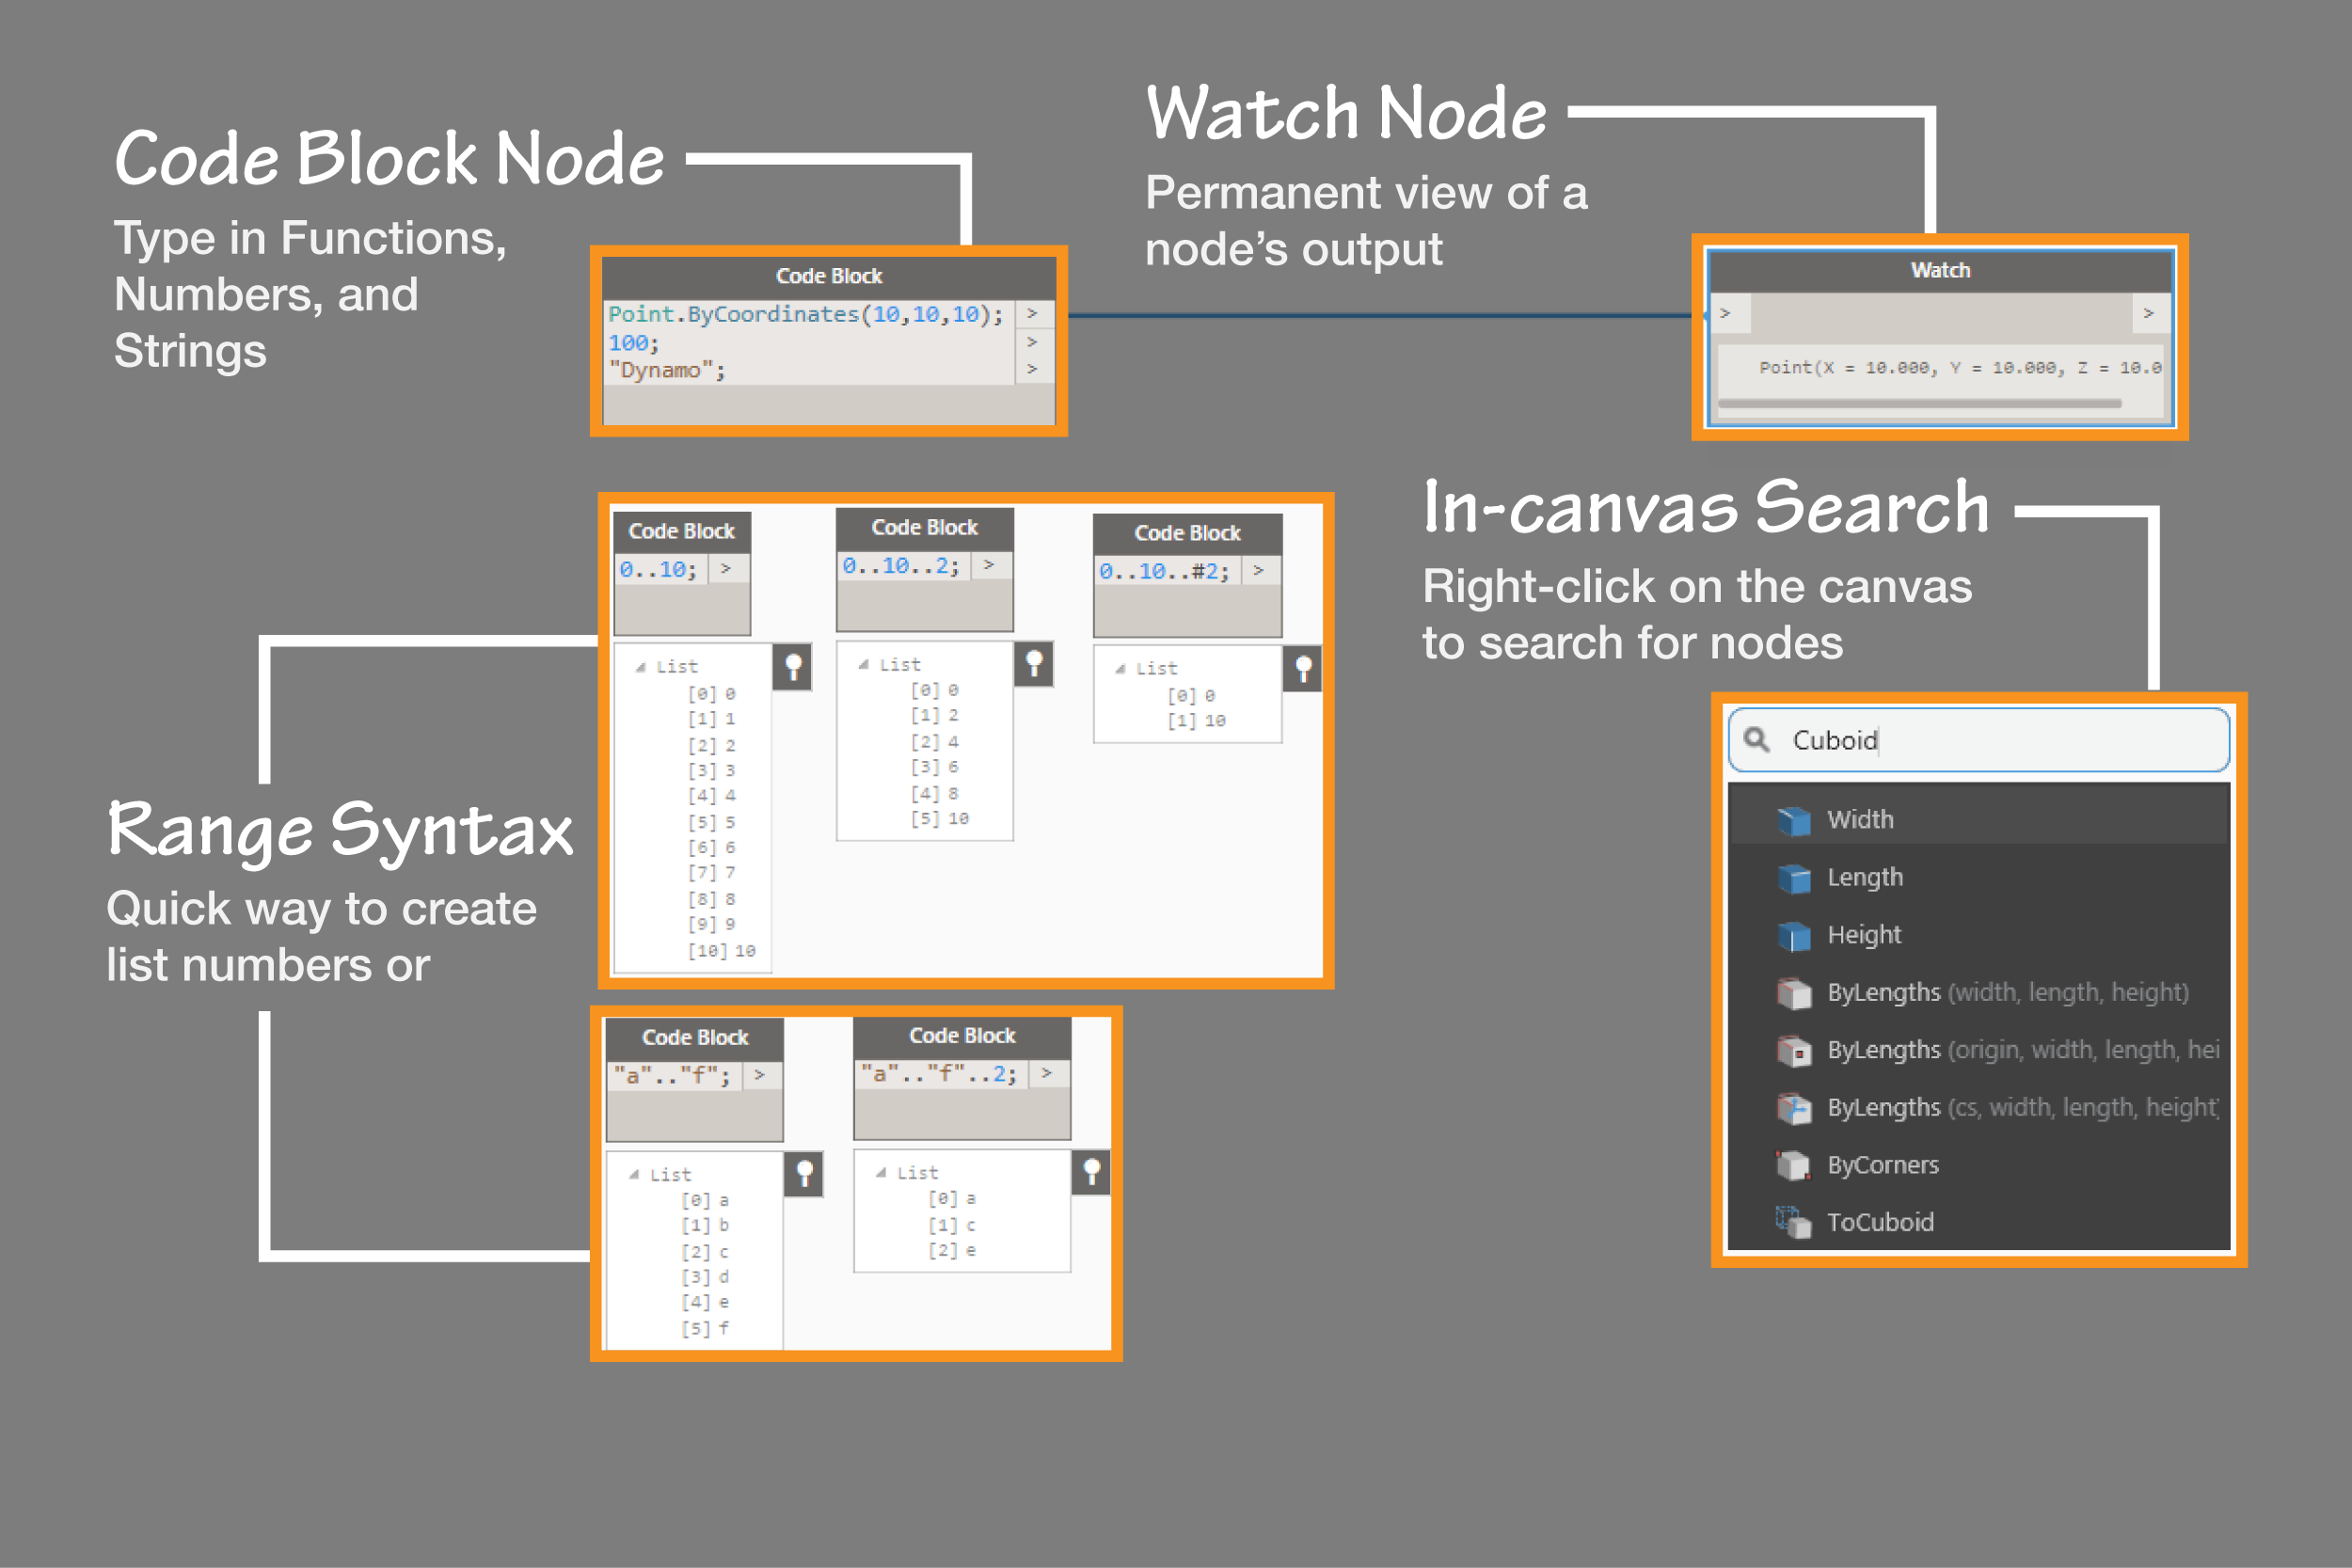 Code Block Node
Type in Functions,
Numbers, and
Strings
Code Block
Point.ByCoordinates(10,10,10); >
100; >
"Dynamo"; >
Watch Node
Permanent view of a
node’s output
Watch
> >
Point(X = 10.000, Y = 10.000, Z = 10.0
Range Syntax
Quick way to create
list numbers or
Code Block
0..10; >
List
[0] 0
[1] 1
[2] 2
[3] 3
[4] 4
[5] 5
[6] 6
[7] 7
[8] 8
[9] 9
[10] 10
Code Block
0..10..2; >
List
[0] 0
[1] 2
[2] 4
[3] 6
[4] 8
[5] 10
Code Block
0..10..#2; >
List
[0] 0
[1] 10
Code Block
"a".."f"; >
List
[0] a
[1] b
[2] c
[3] d
[4] e
[5] f
Code Block
"a".."f"..2; >
List
[0] a
[1] c
[2] e
In-canvas Search
Right-click on the canvas
to search for nodes
Cuboid
Width
Length
Height
ByLengths (width, length, height)
ByLengths (origin, width, length, hei
ByLengths (cs, width, length, height)
ByCorners
ToCuboid